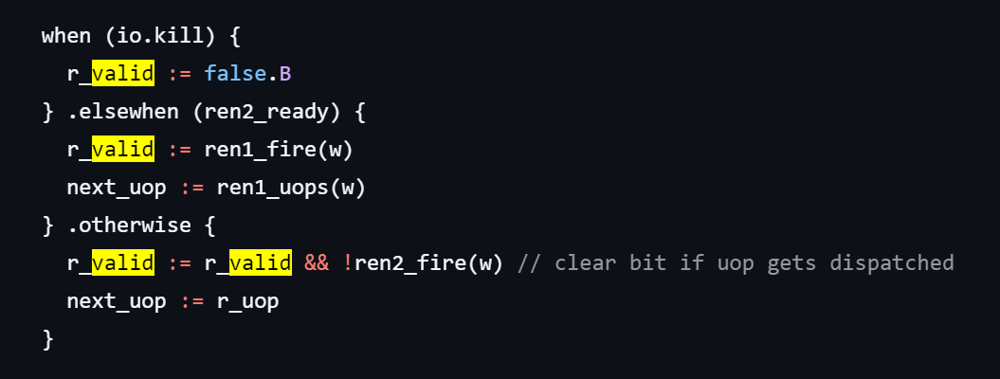 when (io.kill) {
  r_valid := false.B
} .elsewhen (ren2_ready) {
  r_valid := ren1_fire(w)
  next_uop := ren1_uops(w)
} .otherwise {
  r_valid := r_valid && !ren2_fire(w) // clear bit if uop gets dispatched
  next_uop := r_uop
}